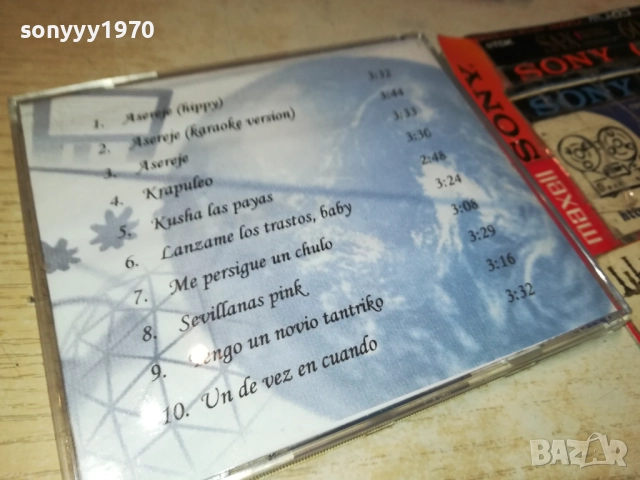 sonyyy1970
1. Asereje (hippy) 3:32
2. Asereje (karaoke version) 3:44
3. Asereje 3:33
4. Krapuleo 3:30
5. Kusha las payas 2:48
6. Lanzame los trastos, baby 3:24
7. Me persigue un chulo 3:08
8. Sevillanas pink 3:29
9. Tengo un novio tantriko 3:16
10. Un de vez en cuando 3:32
SONY
maxell
TDK
SONY
SONY
BAZAR
bg